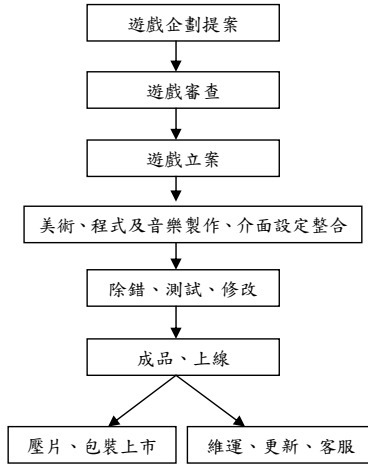 遊戲企劃提案
遊戲審查
遊戲立案
美術、程式及音樂製作、介面設定整合
除錯、測試、修改
成品、上線
壓片、包裝上市
維運、更新、客服